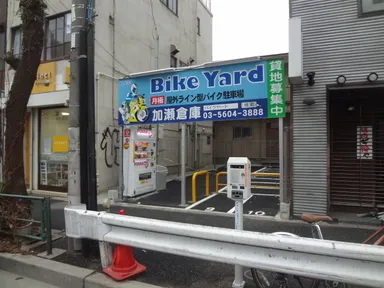 Bike Yard
月極 屋外ライン型バイク駐車場
加瀬倉庫
03-5604-3888
貸地募集中